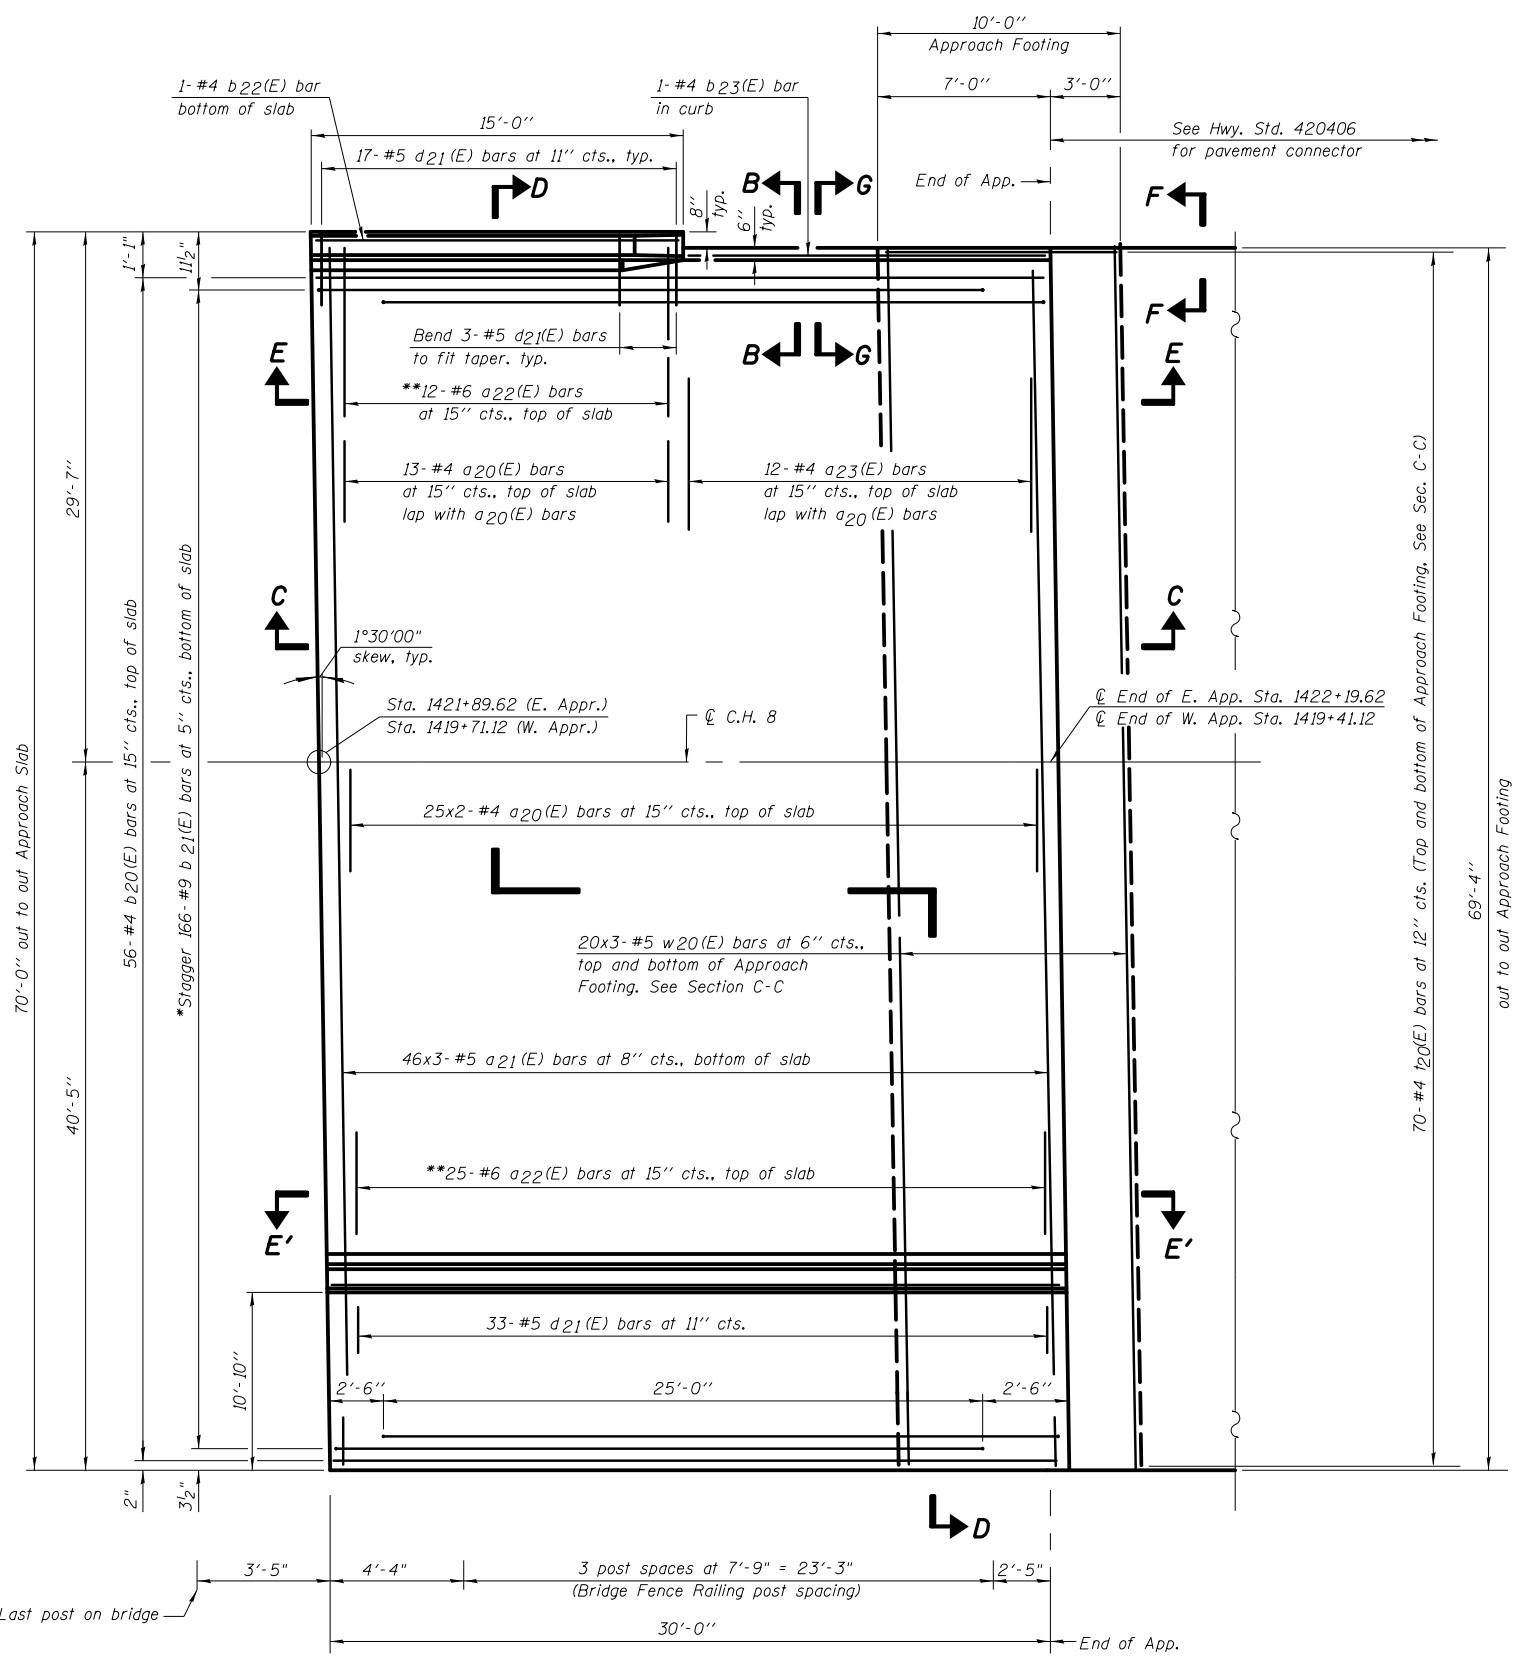 10'-0"
Approach Footing
1- #4 b22(E) bar
bottom of slab
1- #4 b23(E) bar
in curb
7'-0"
3'-0"
15'-0"
See Hwy. Std. 420406
for pavement connector
17- #5 d21(E) bars at 11" cts., typ.
D
B
G
8"
typ.
6"
typ.
End of App.
F
1'-1"
11½"
F
Bend 3- #5 d21(E) bars
to fit taper. typ.
B
G
E
E
**12- #6 a22(E) bars
at 15" cts., top of slab
29'-7"
13- #4 a20(E) bars
at 15" cts., top of slab
lap with a20(E) bars
12- #4 a23(E) bars
at 15" cts., top of slab
lap with a20(E) bars
C
C
1°30'00"
skew, typ.
Sta. 1421+89.62 (E. Appr.)
Sta. 1419+71.12 (W. Appr.)
℄ C.H. 8
℄ End of E. App. Sta. 1422+19.62
℄ End of W. App. Sta. 1419+41.12
70'-0" out to out Approach Slab
56- #4 b20(E) bars at 15" cts., top of slab
*Stagger 166- #9 b21(E) bars at 5" cts., bottom of slab
70- #4 t20(E) bars at 12" cts. (Top and bottom of Approach Footing, See Sec. C-C)
69'-4"
out to out Approach Footing
25x2- #4 a20(E) bars at 15" cts., top of slab
20x3- #5 w20(E) bars at 6" cts.,
top and bottom of Approach
Footing. See Section C-C
40'-5"
46x3- #5 a21(E) bars at 8" cts., bottom of slab
**25- #6 a22(E) bars at 15" cts., top of slab
E'
E'
33- #5 d21(E) bars at 11" cts.
10'-10"
2'-6"
25'-0"
2'-6"
2"
3½"
D
3'-5"
4'-4"
3 post spaces at 7'-9" = 23'-3"
(Bridge Fence Railing post spacing)
2'-5"
Last post on bridge
30'-0"
End of App.